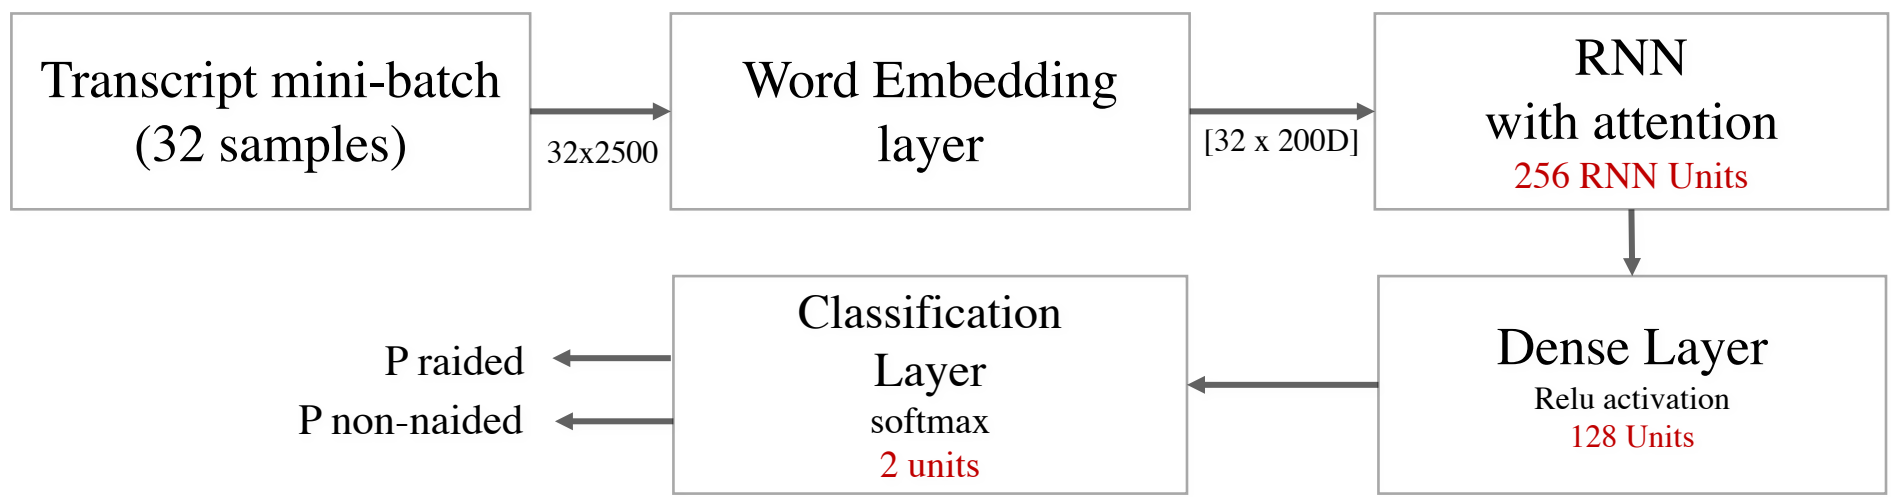 Transcript mini-batch
(32 samples)
32x2500
Word Embedding
layer
[32 x 200D]
RNN
with attention
256 RNN Units
Dense Layer
Relu activation
128 Units
Classification
Layer
softmax
2 units
P raided
P non-naided